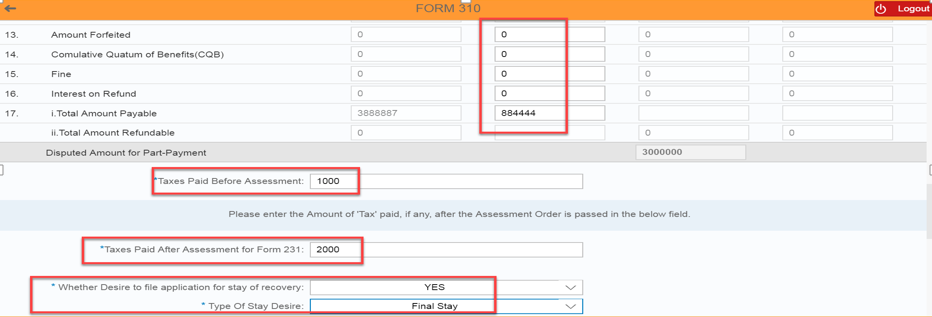 FORM 310 Logout
13. Amount Forfeited 0 0 0 0
14. Comulative Quatum of Benefits(CQB) 0 0 0 0
15. Fine 0 0 0 0
16. Interest on Refund 0 0 0 0
17. i.Total Amount Payable 3888887 884444
ii.Total Amount Refundable 0 0 0
Disputed Amount for Part-Payment 3000000
*Taxes Paid Before Assessment: 1000
Please enter the Amount of 'Tax' paid, if any, after the Assessment Order is passed in the below field.
*Taxes Paid After Assessment for Form 231: 2000
* Whether Desire to file application for stay of recovery: YES
* Type Of Stay Desire: Final Stay